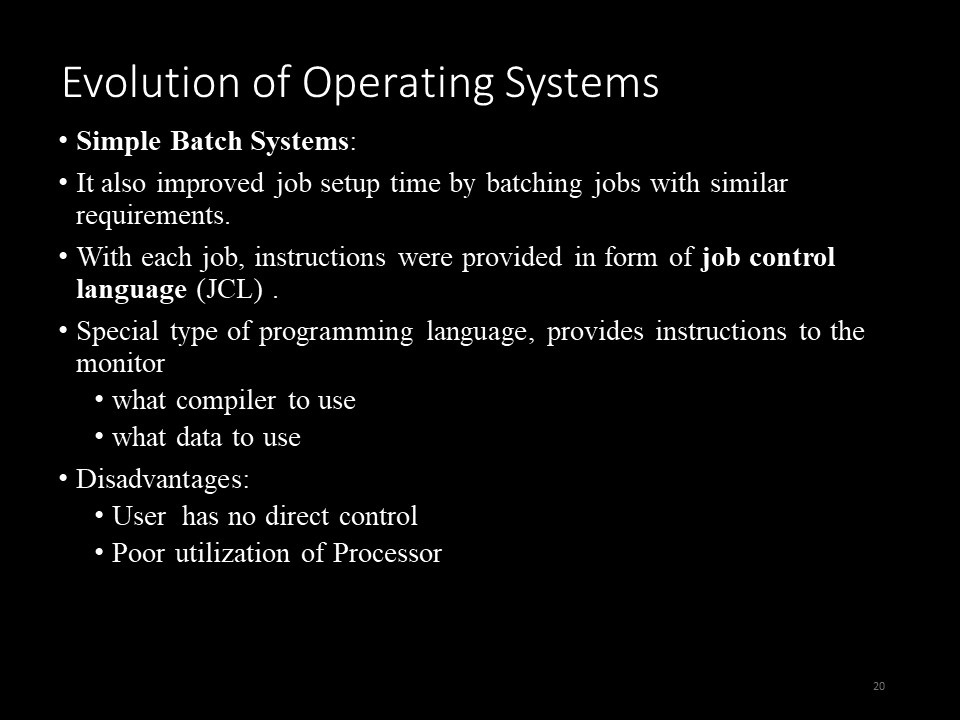 Evolution of Operating Systems
• Simple Batch Systems:
• It also improved job setup time by batching jobs with similar
requirements.
• With each job, instructions were provided in form of job control
language (JCL) .
• Special type of programming language, provides instructions to the
monitor
• what compiler to use
• what data to use
• Disadvantages:
• User  has no direct control
• Poor utilization of Processor
20